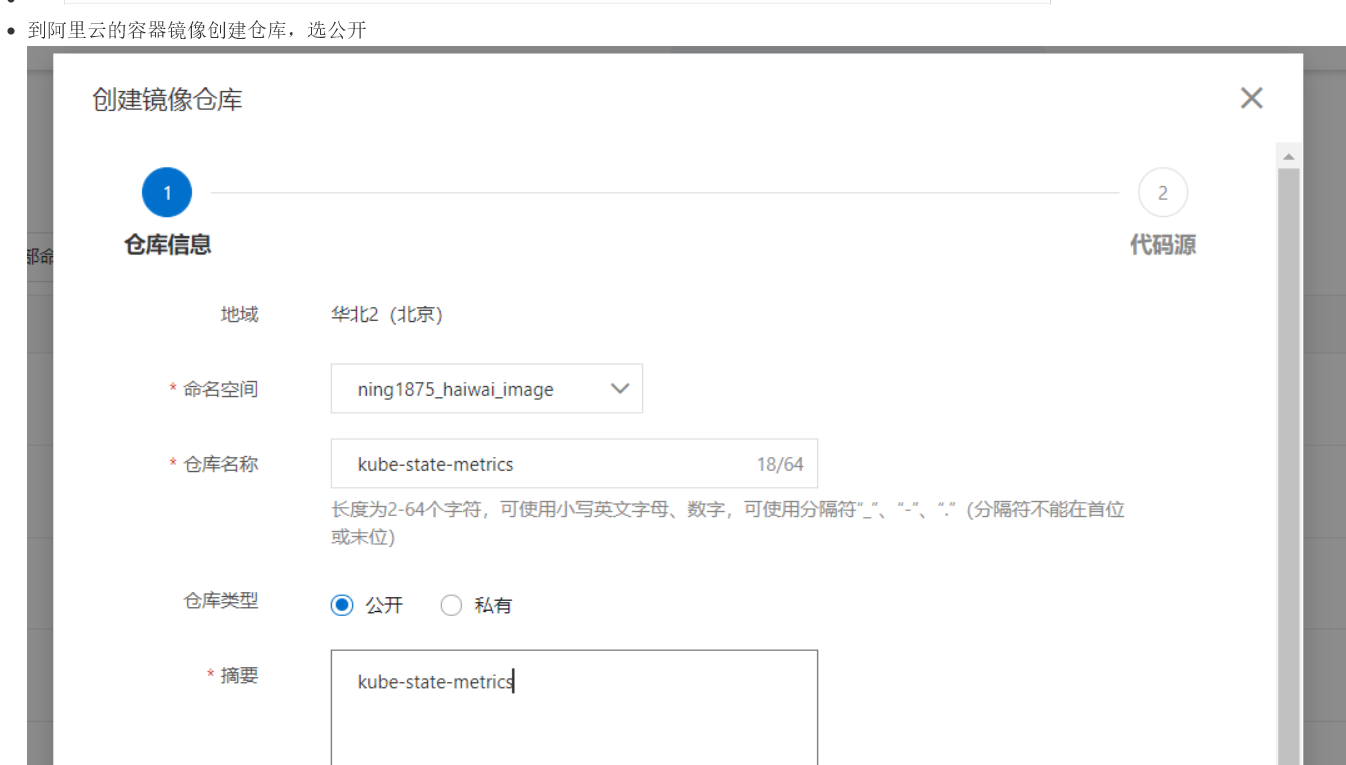 到阿里云的容器镜像创建仓库，选公开
创建镜像仓库
1
2
仓库信息
代码源
部命
地域
华北2（北京）
* 命名空间
ning1875_haiwai_image
* 仓库名称
kube-state-metrics
18/64
长度为2-64个字符，可使用小写英文字母、数字，可使用分隔符“_”、“-”、“.”（分隔符不能在首位
或末位）
仓库类型
公开
私有
* 摘要
kube-state-metrics